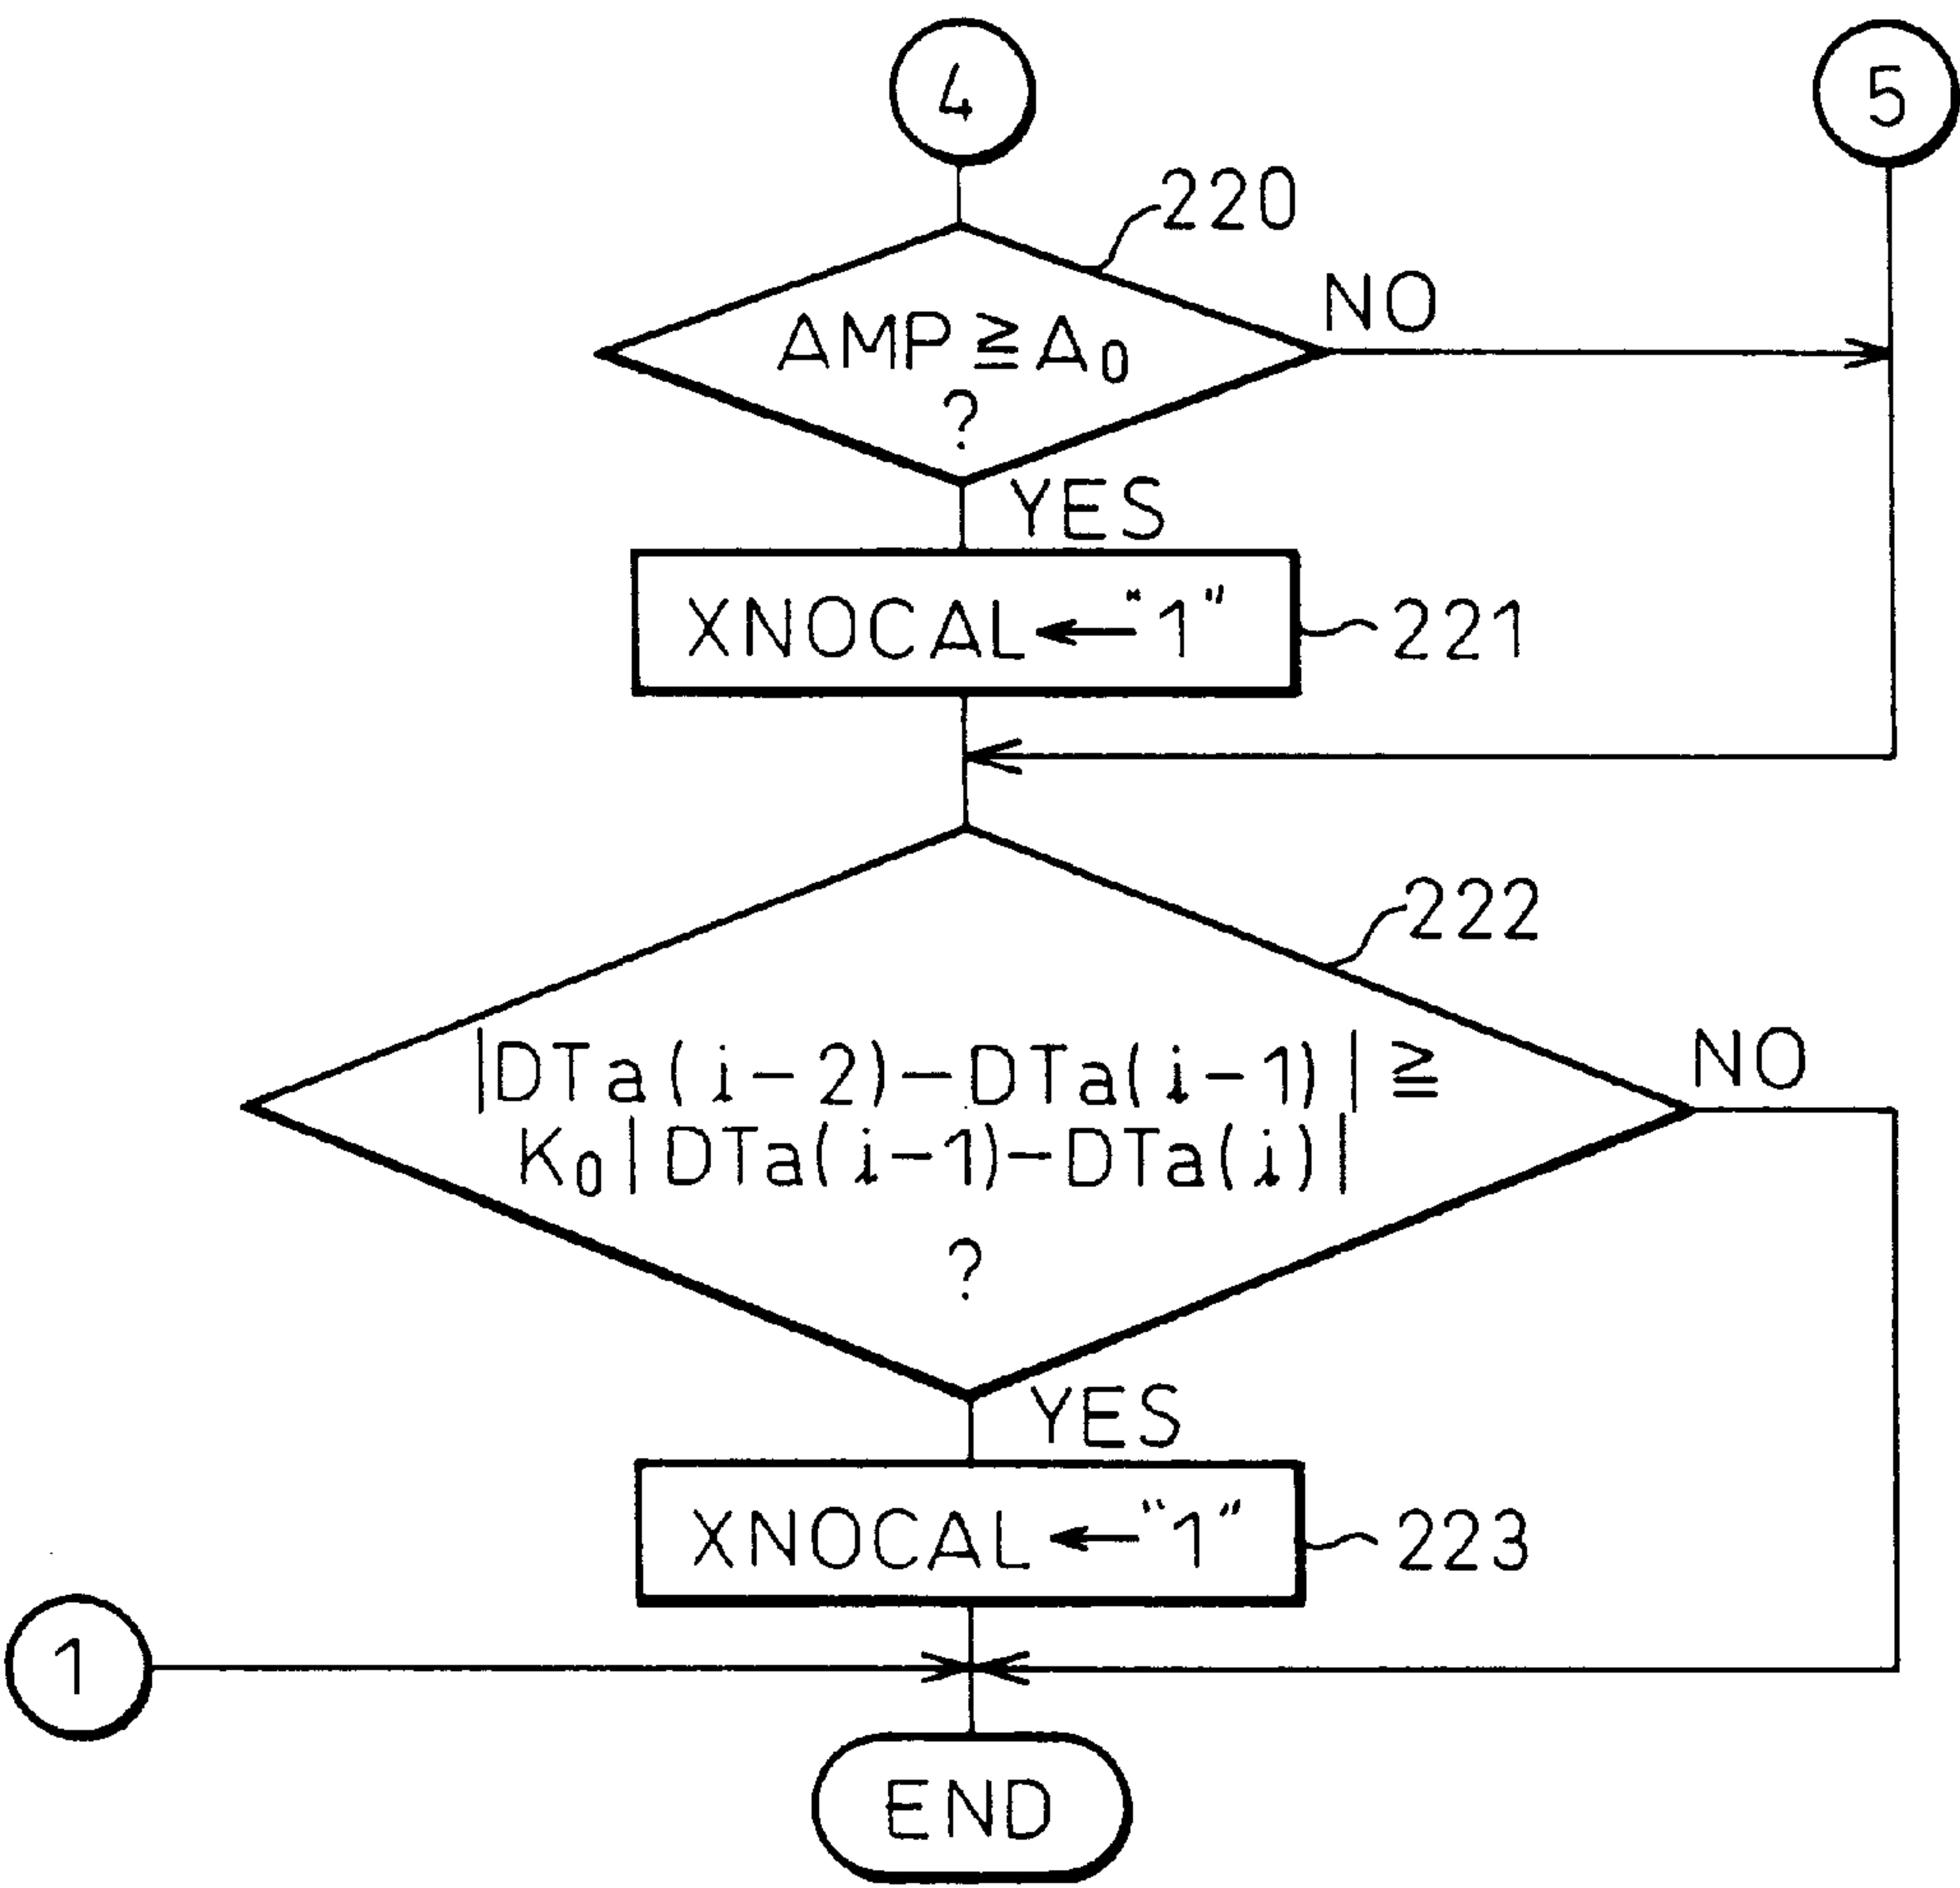 4
5
220
AMP≧A₀
?
NO
YES
XNOCAL←"1"
221
222
|DTa(i-2)-DTa(i-1)|≧
K₀|DTa(i-1)-DTa(i)|
?
NO
YES
XNOCAL←"1"
223
1
END